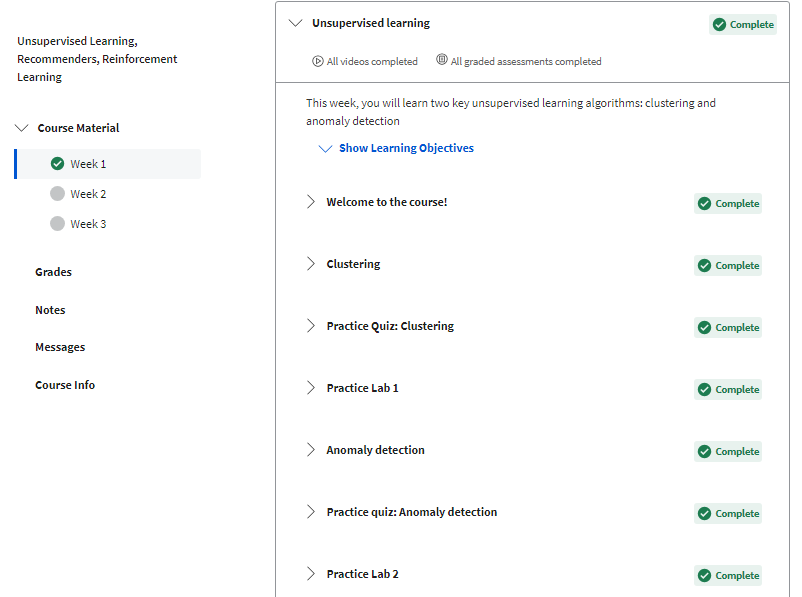 Unsupervised Learning,
Recommenders, Reinforcement
Learning
Course Material
Week 1
Week 2
Week 3
Grades
Notes
Messages
Course Info
Unsupervised learning
Complete
All videos completed
All graded assessments completed
This week, you will learn two key unsupervised learning algorithms: clustering and
anomaly detection
Show Learning Objectives
Welcome to the course!
Complete
Clustering
Complete
Practice Quiz: Clustering
Complete
Practice Lab 1
Complete
Anomaly detection
Complete
Practice quiz: Anomaly detection
Complete
Practice Lab 2
Complete